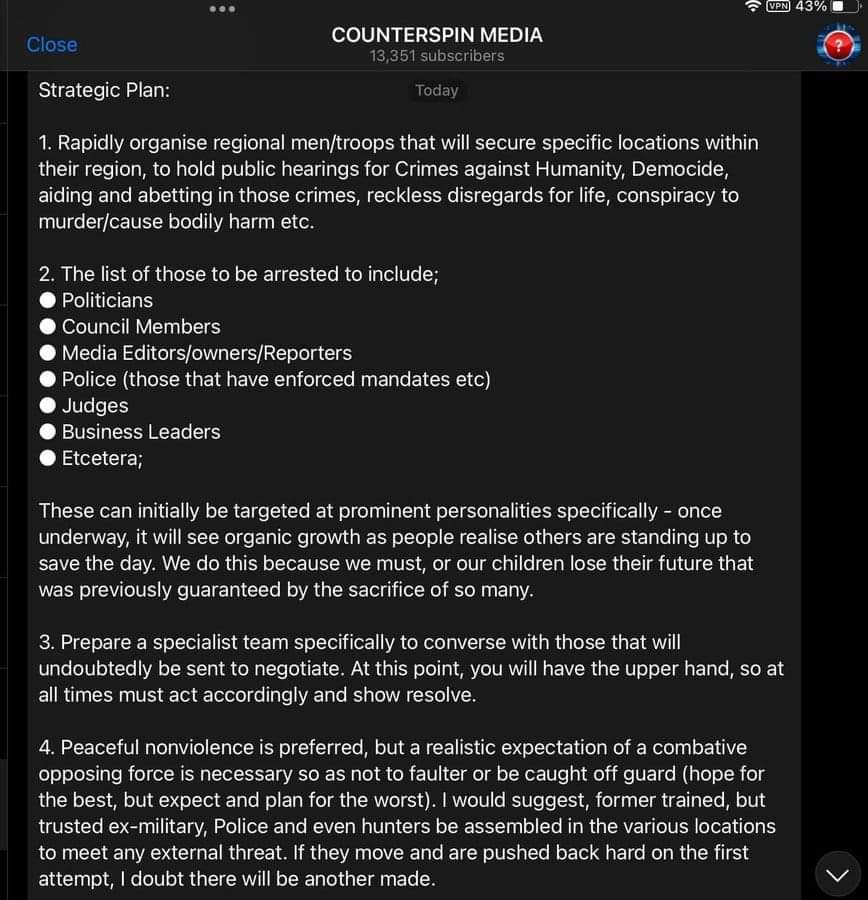 VPN 43%
COUNTERSPIN MEDIA
Close
13,351 subscribers
?
Strategic Plan:
Today
1. Rapidly organise regional men/troops that will secure specific locations within
their region, to hold public hearings for Crimes against Humanity, Democide,
aiding and abetting in those crimes, reckless disregards for life, conspiracy to
murder/cause bodily harm etc.
2. The list of those to be arrested to include;
● Politicians
● Council Members
● Media Editors/owners/Reporters
● Police (those that have enforced mandates etc)
● Judges
● Business Leaders
● Etcetera;
These can initially be targeted at prominent personalities specifically - once
underway, it will see organic growth as people realise others are standing up to
save the day. We do this because we must, or our children lose their future that
was previously guaranteed by the sacrifice of so many.
3. Prepare a specialist team specifically to converse with those that will
undoubtedly be sent to negotiate. At this point, you will have the upper hand, so at
all times must act accordingly and show resolve.
4. Peaceful nonviolence is preferred, but a realistic expectation of a combative
opposing force is necessary so as not to faulter or be caught off guard (hope for
the best, but expect and plan for the worst). I would suggest, former trained, but
trusted ex-military, Police and even hunters be assembled in the various locations
to meet any external threat. If they move and are pushed back hard on the first
attempt, I doubt there will be another made.